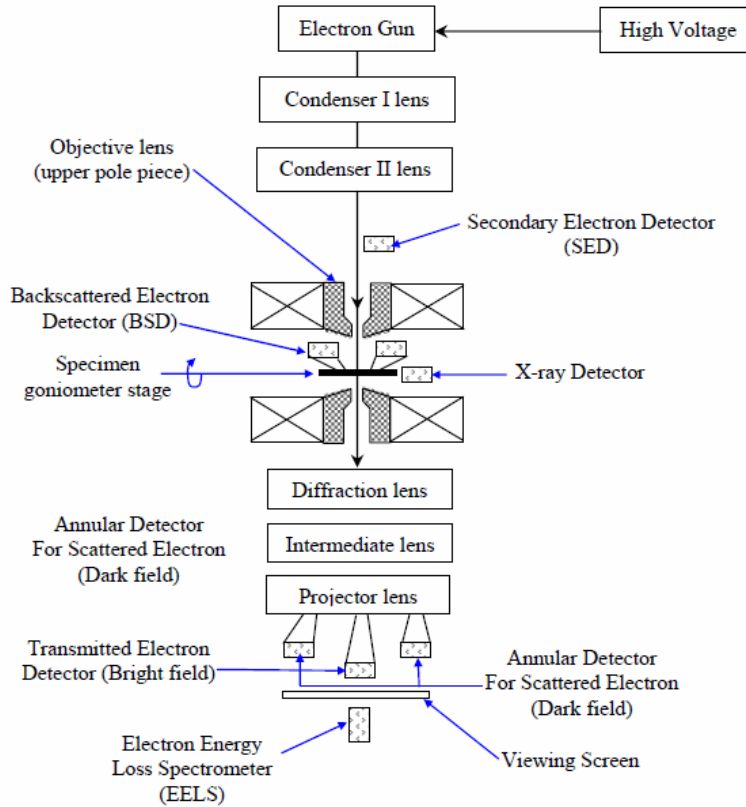 Electron Gun
High Voltage
Condenser I lens
Objective lens
(upper pole piece)
Condenser II lens
Secondary Electron Detector
(SED)
Backscattered Electron
Detector (BSD)
Specimen
goniometer stage
X-ray Detector
Diffraction lens
Annular Detector
For Scattered Electron
(Dark field)
Intermediate lens
Projector lens
Transmitted Electron
Detector (Bright field)
Annular Detector
For Scattered Electron
(Dark field)
Electron Energy
Loss Spectrometer
(EELS)
Viewing Screen